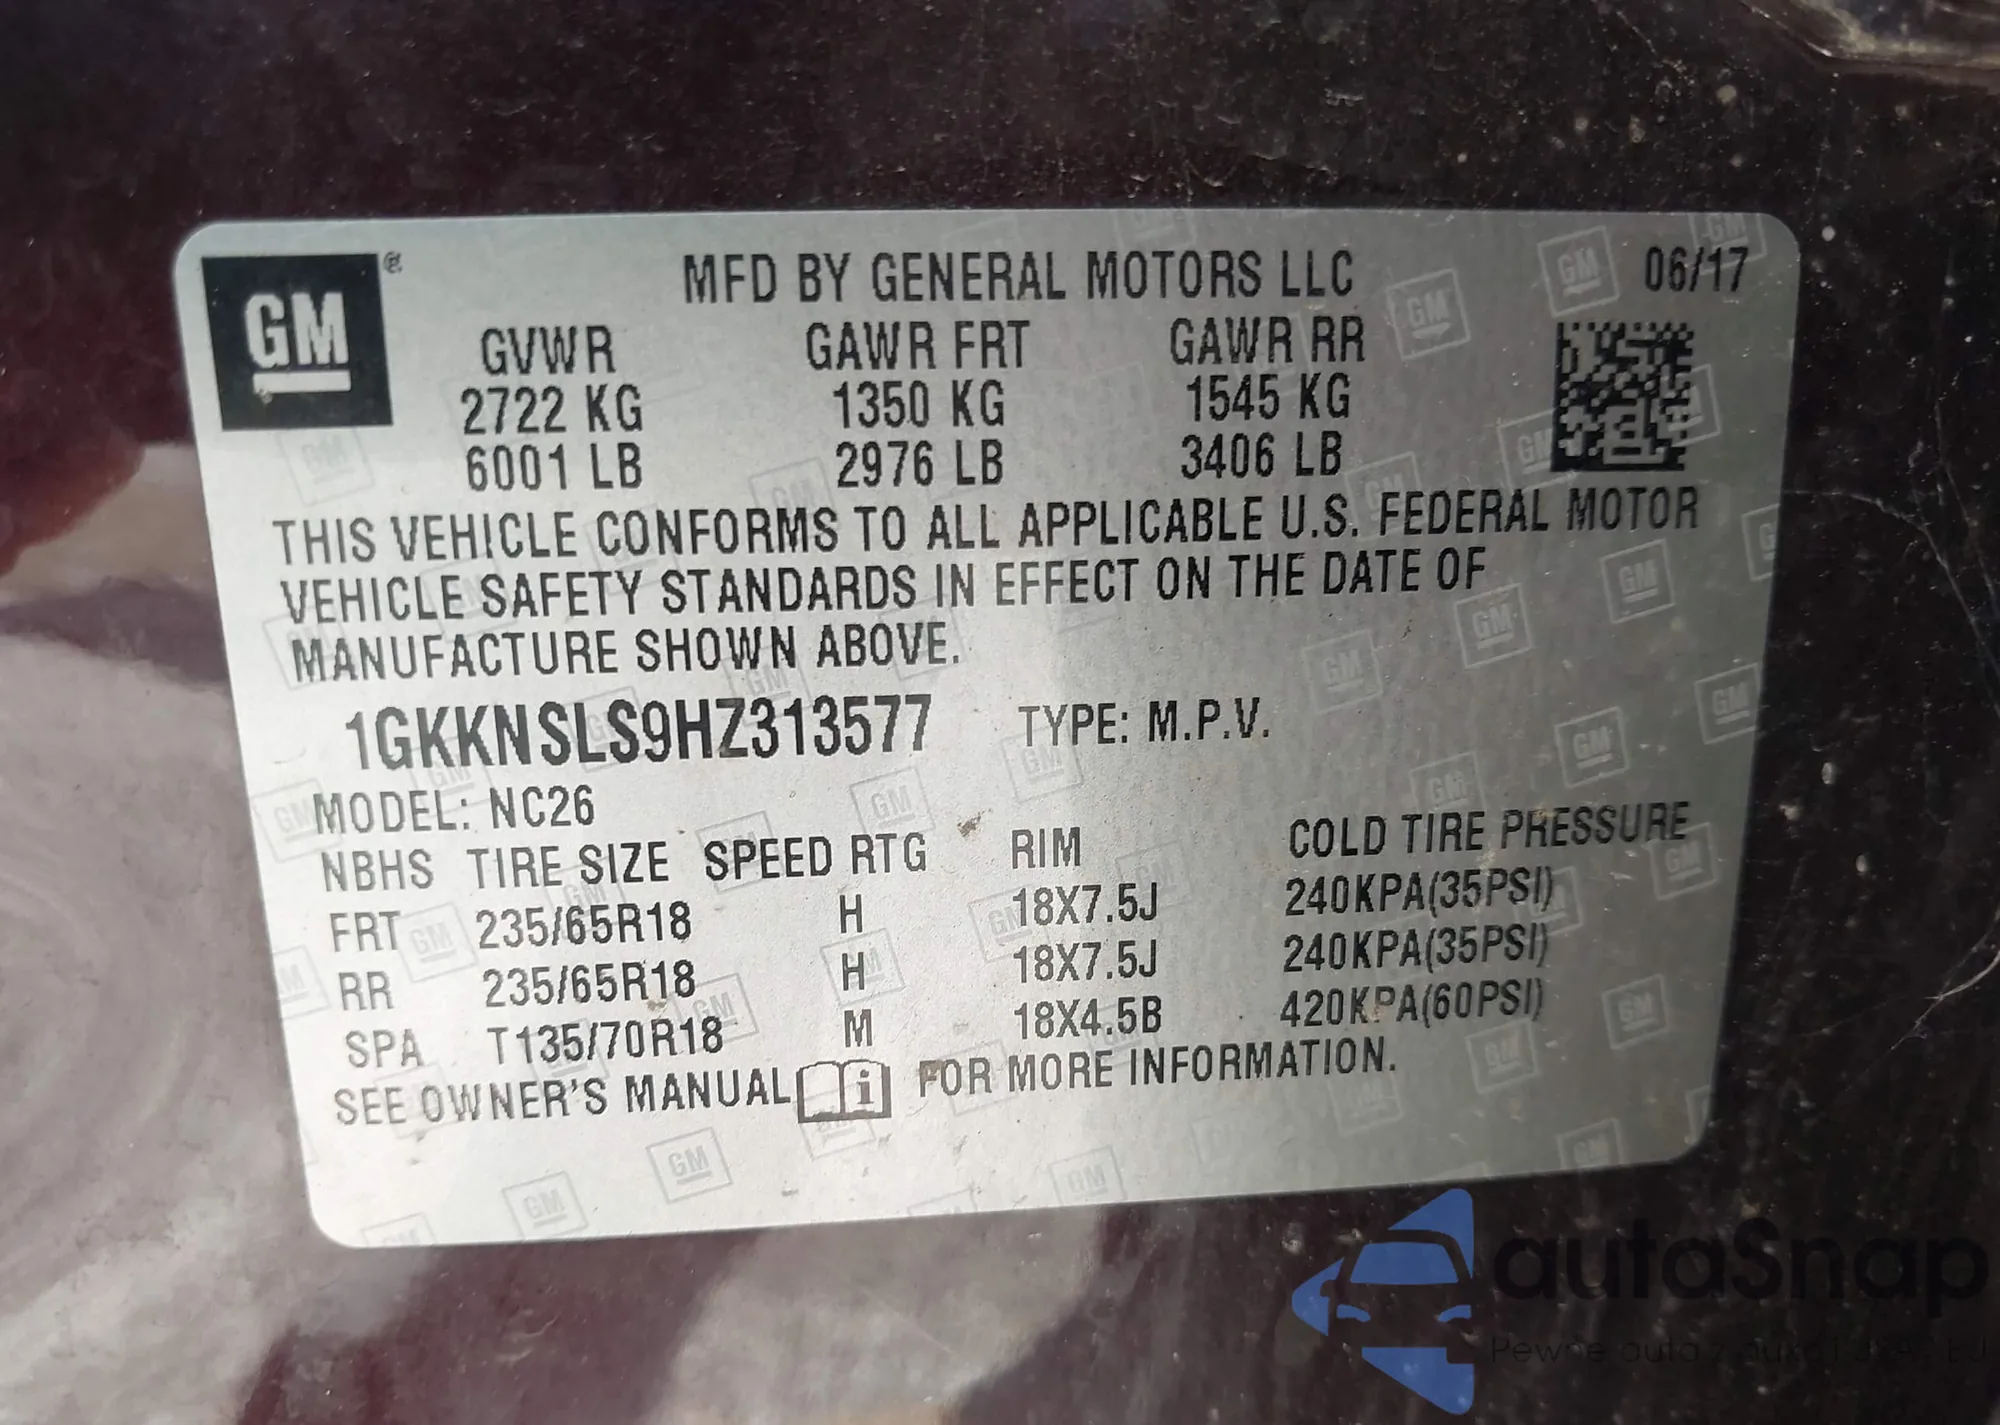 GM®
MFD BY GENERAL MOTORS LLC 06/17
GVWR GAWR FRT GAWR RR
2722 KG 1350 KG 1545 KG
6001 LB 2976 LB 3406 LB
THIS VEHICLE CONFORMS TO ALL APPLICABLE U.S. FEDERAL MOTOR
VEHICLE SAFETY STANDARDS IN EFFECT ON THE DATE OF
MANUFACTURE SHOWN ABOVE.
1GKKNSLS9HZ313577 TYPE: M.P.V.
MODEL: NC26
NBHS TIRE SIZE SPEED RTG RIM COLD TIRE PRESSURE
FRT 235/65R18 H 18X7.5J 240KPA(35PSI)
RR 235/65R18 H 18X7.5J 240KPA(35PSI)
SPA T135/70R18 M 18X4.5B 420KPA(60PSI)
SEE OWNER'S MANUAL i FOR MORE INFORMATION.
autaSnap
Pewne auta z